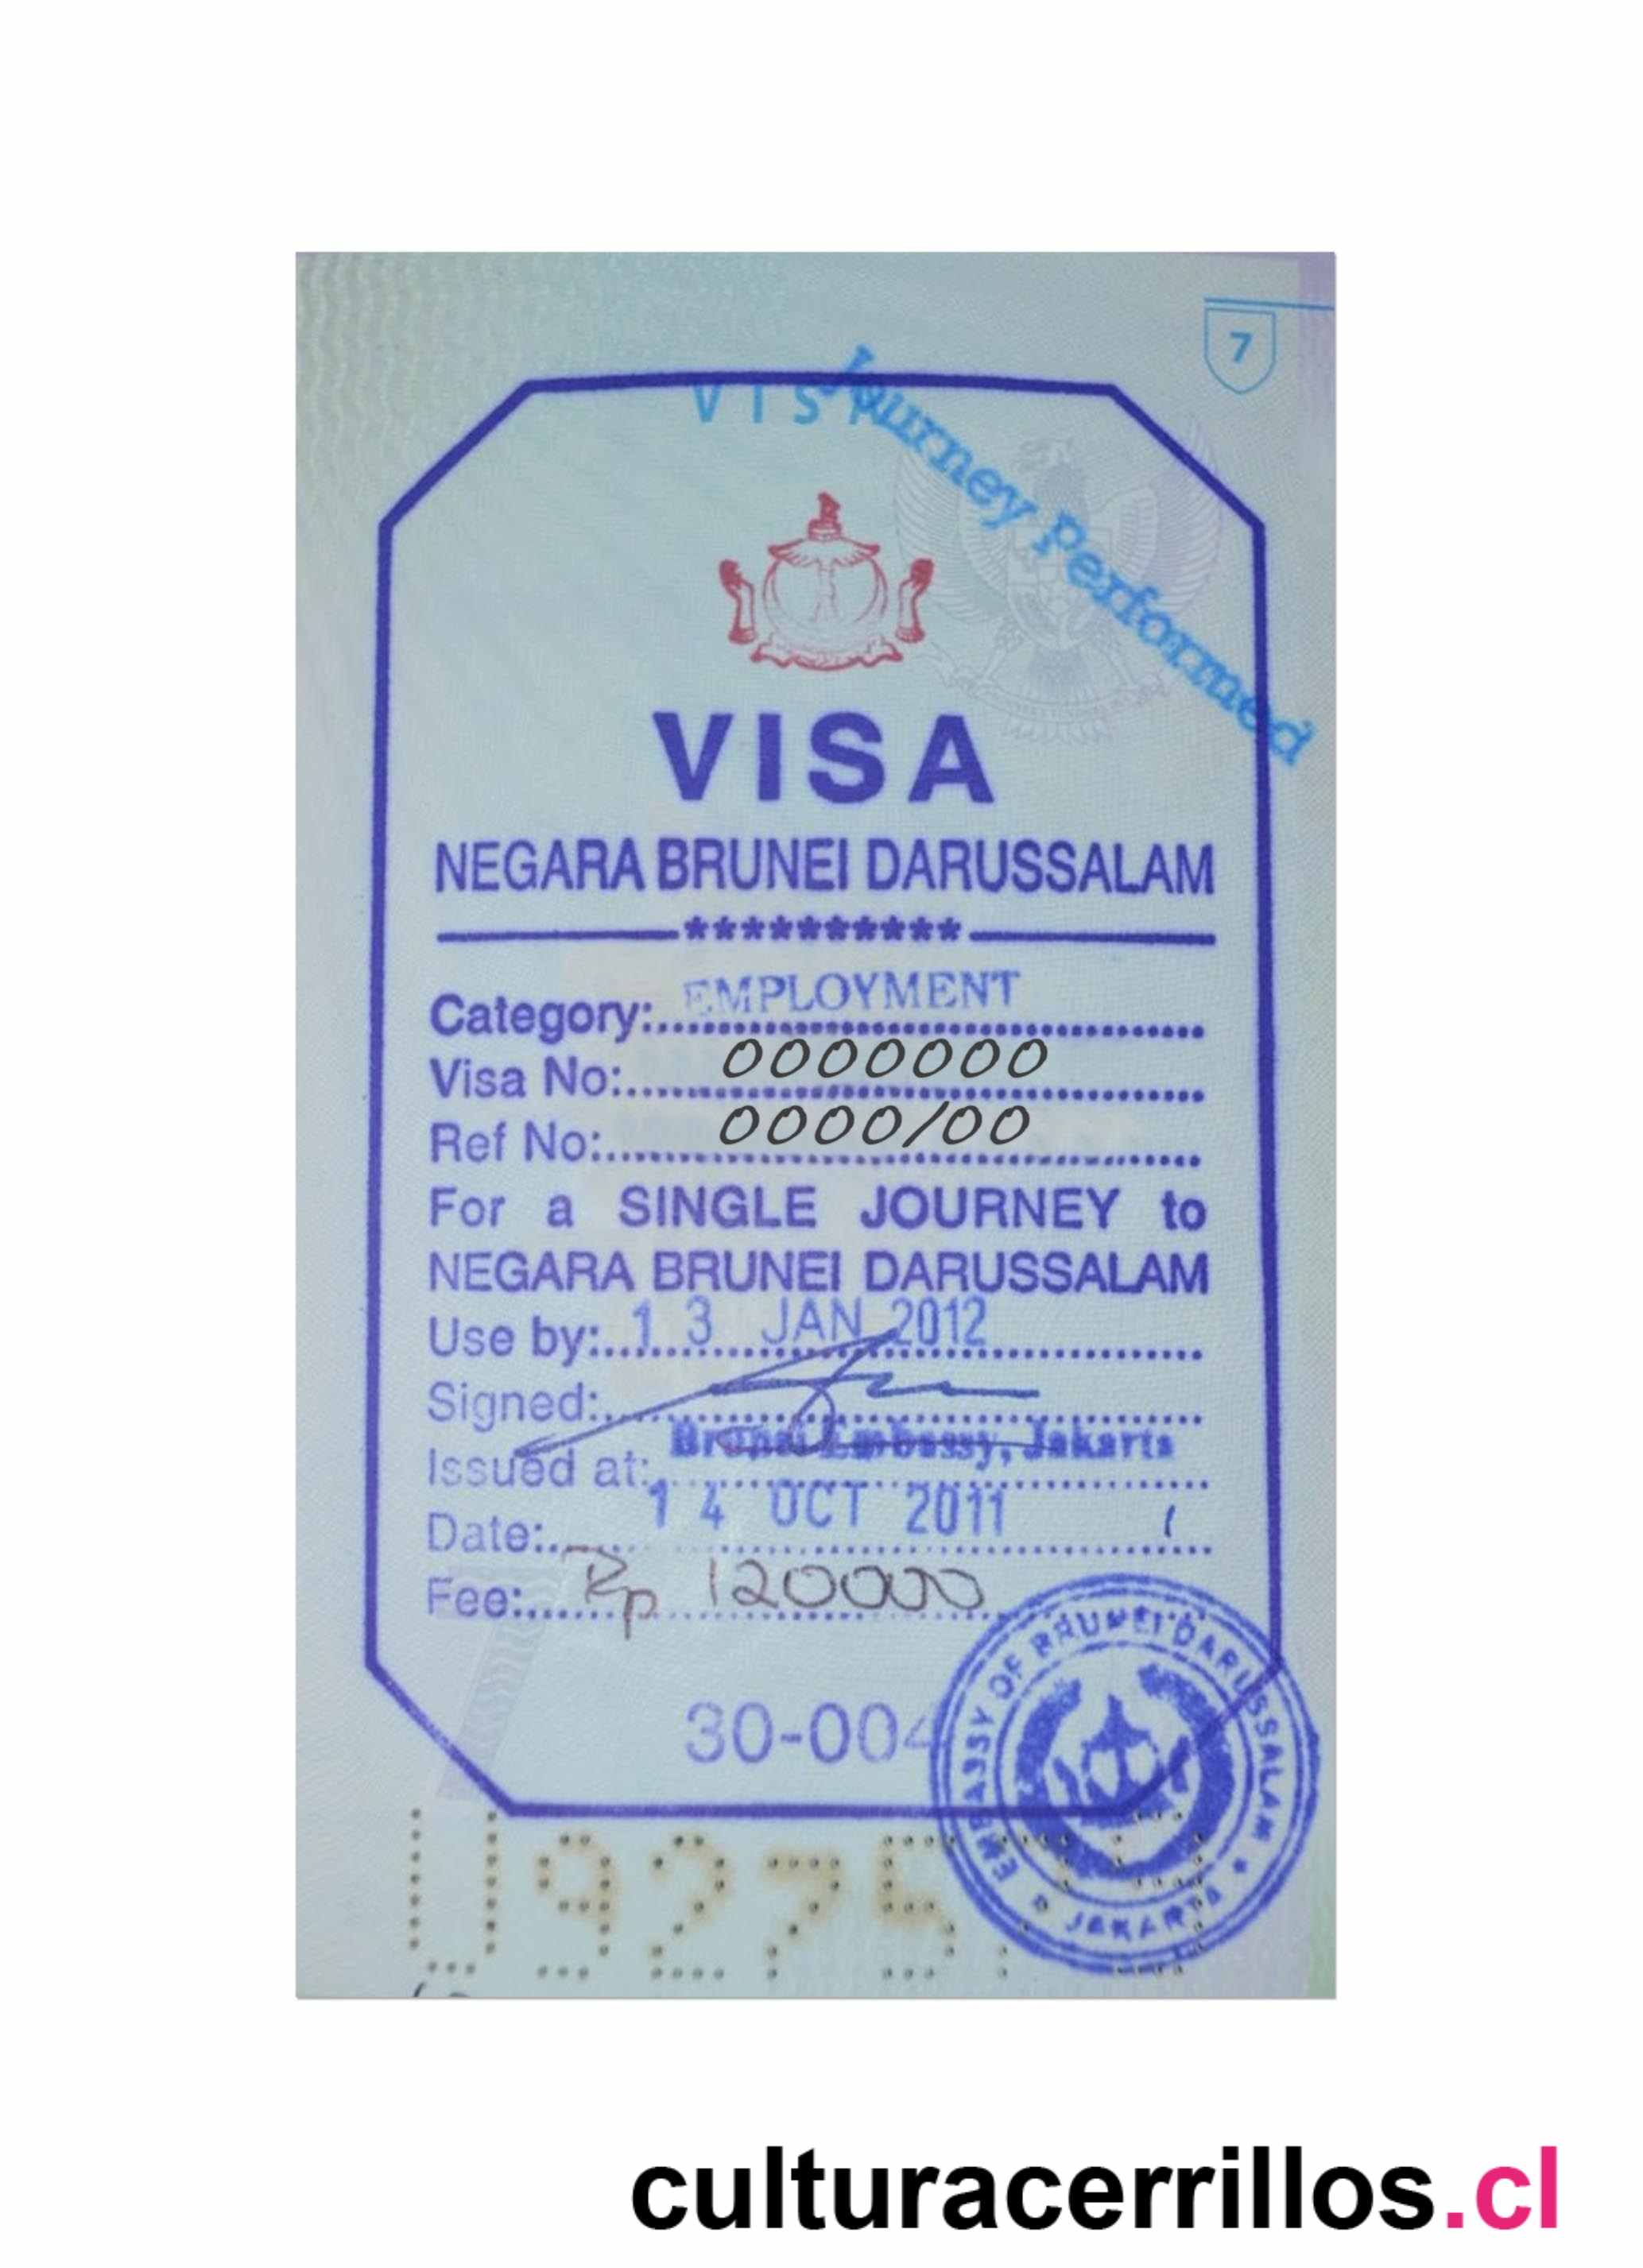 7
VISA
Journey Performed
VISA
NEGARA BRUNEI DARUSSALAM
**********
Category: EMPLOYMENT
Visa No: 0000000
Ref No: 0000/00
For a SINGLE JOURNEY to
NEGARA BRUNEI DARUSSALAM
Use by: 13 JAN 2012
Signed:
Issued at: Brunei Embassy, Jakarta
Date: 14 OCT 2011
Fee: Rp 120000
30-004
EMBASSY OF BRUNEI DARUSSALAM
JAKARTA
U9275
culturacerrillos.cl